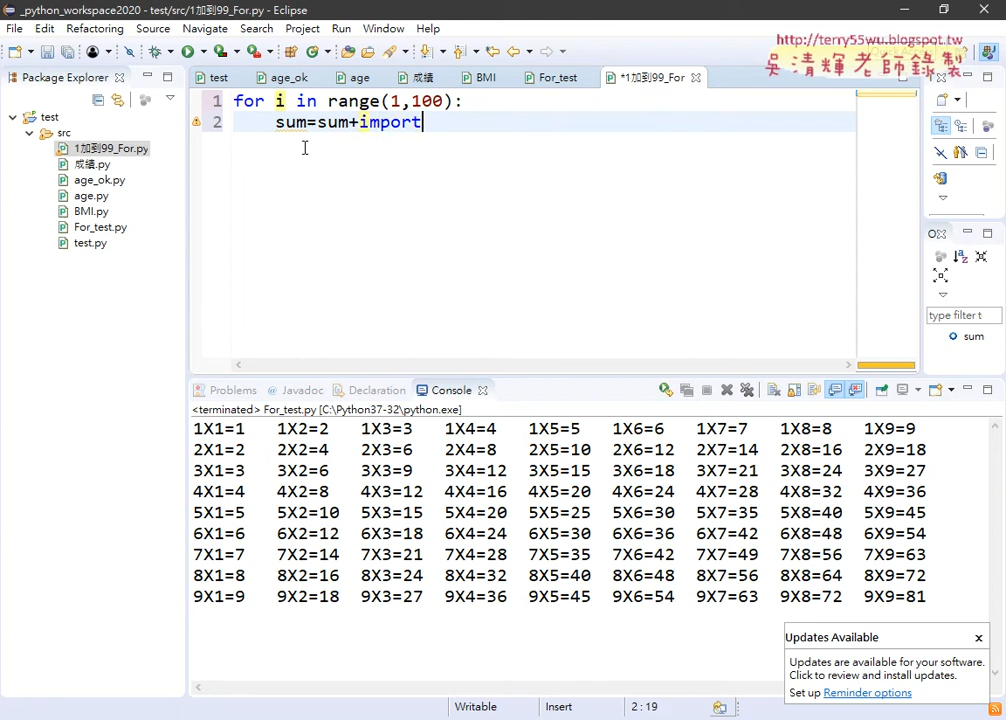 _python_workspace2020 - test/src/1加到99_For.py - Eclipse
File Edit Refactoring Source Navigate Search Project Run Window Help
http://terry55wu.blogspot.tw
吳清輝老師錄製
Package Explorer
test age_ok age 成績 BMI For_test *1加到99_For
test
src
1加到99_For.py
成績.py
age_ok.py
age.py
BMI.py
For_test.py
test.py
1 for i in range(1,100):
2 sum=sum+import
type filter t
sum
Problems Javadoc Declaration Console
<terminated> For_test.py [C:\Python37-32\python.exe]
1X1=1 1X2=2 1X3=3 1X4=4 1X5=5 1X6=6 1X7=7 1X8=8 1X9=9
2X1=2 2X2=4 2X3=6 2X4=8 2X5=10 2X6=12 2X7=14 2X8=16 2X9=18
3X1=3 3X2=6 3X3=9 3X4=12 3X5=15 3X6=18 3X7=21 3X8=24 3X9=27
4X1=4 4X2=8 4X3=12 4X4=16 4X5=20 4X6=24 4X7=28 4X8=32 4X9=36
5X1=5 5X2=10 5X3=15 5X4=20 5X5=25 5X6=30 5X7=35 5X8=40 5X9=45
6X1=6 6X2=12 6X3=18 6X4=24 6X5=30 6X6=36 6X7=42 6X8=48 6X9=54
7X1=7 7X2=14 7X3=21 7X4=28 7X5=35 7X6=42 7X7=49 7X8=56 7X9=63
8X1=8 8X2=16 8X3=24 8X4=32 8X5=40 8X6=48 8X7=56 8X8=64 8X9=72
9X1=9 9X2=18 9X3=27 9X4=36 9X5=45 9X6=54 9X7=63 9X8=72 9X9=81
Updates Available
Updates are available for your software.
Click to review and install updates.
Set up Reminder options
Writable Insert 2 : 19